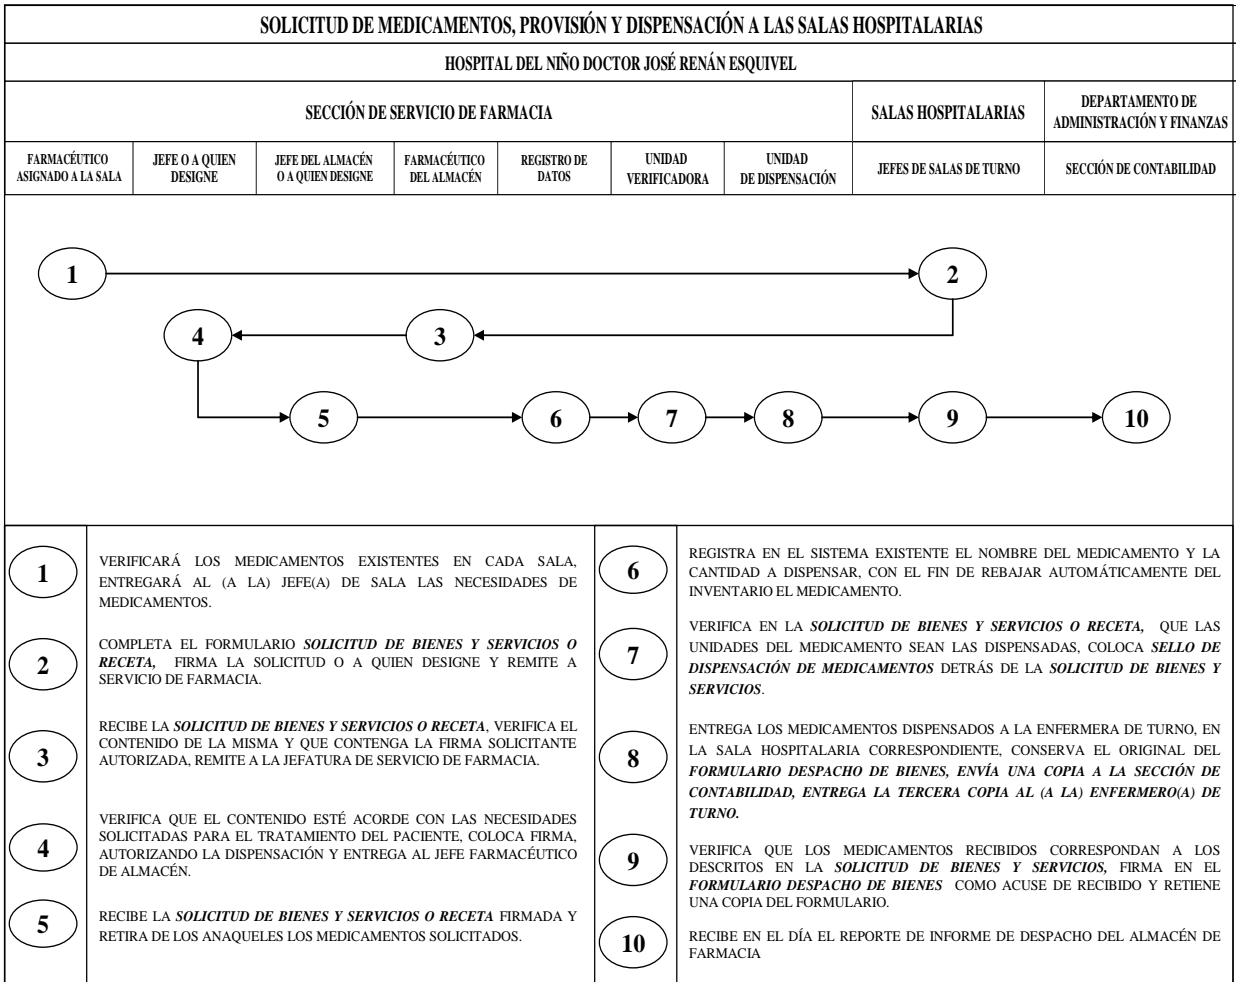 SOLICITUD DE MEDICAMENTOS, PROVISIÓN Y DISPENSACIÓN A LAS SALAS HOSPITALARIAS
HOSPITAL DEL NIÑO DOCTOR JOSÉ RENÁN ESQUIVEL
SECCIÓN DE SERVICIO DE FARMACIA
SALAS HOSPITALARIAS
DEPARTAMENTO DE
ADMINISTRACIÓN Y FINANZAS
FARMACÉUTICO
ASIGNADO A LA SALA
JEFE O A QUIEN
DESIGNE
JEFE DEL ALMACÉN
O A QUIEN DESIGNE
FARMACÉUTICO
DEL ALMACÉN
REGISTRO DE
DATOS
UNIDAD
VERIFICADORA
UNIDAD
DE DISPENSACIÓN
JEFES DE SALAS DE TURNO
SECCIÓN DE CONTABILIDAD
1
2
4
3
5
6
7
8
9
10
1
VERIFICARÁ LOS MEDICAMENTOS EXISTENTES EN CADA SALA,
ENTREGARÁ AL (A LA) JEFE(A) DE SALA LAS NECESIDADES DE
MEDICAMENTOS.
2
COMPLETA EL FORMULARIO SOLICITUD DE BIENES Y SERVICIOS O
RECETA, FIRMA LA SOLICITUD O A QUIEN DESIGNE Y REMITE A
SERVICIO DE FARMACIA.
3
RECIBE LA SOLICITUD DE BIENES Y SERVICIOS O RECETA, VERIFICA EL
CONTENIDO DE LA MISMA Y QUE CONTENGA LA FIRMA SOLICITANTE
AUTORIZADA, REMITE A LA JEFATURA DE SERVICIO DE FARMACIA.
4
VERIFICA QUE EL CONTENIDO ESTÉ ACORDE CON LAS NECESIDADES
SOLICITADAS PARA EL TRATAMIENTO DEL PACIENTE, COLOCA FIRMA,
AUTORIZANDO LA DISPENSACIÓN Y ENTREGA AL JEFE FARMACÉUTICO
DE ALMACÉN.
5
RECIBE LA SOLICITUD DE BIENES Y SERVICIOS O RECETA FIRMADA Y
RETIRA DE LOS ANAQUELES LOS MEDICAMENTOS SOLICITADOS.
6
REGISTRA EN EL SISTEMA EXISTENTE EL NOMBRE DEL MEDICAMENTO Y LA
CANTIDAD A DISPENSAR, CON EL FIN DE REBAJAR AUTOMÁTICAMENTE DEL
INVENTARIO EL MEDICAMENTO.
7
VERIFICA EN LA SOLICITUD DE BIENES Y SERVICIOS O RECETA, QUE LAS
UNIDADES DEL MEDICAMENTO SEAN LAS DISPENSADAS, COLOCA SELLO DE
DISPENSACIÓN DE MEDICAMENTOS DETRÁS DE LA SOLICITUD DE BIENES Y
SERVICIOS.
8
ENTREGA LOS MEDICAMENTOS DISPENSADOS A LA ENFERMERA DE TURNO, EN
LA SALA HOSPITALARIA CORRESPONDIENTE, CONSERVA EL ORIGINAL DEL
FORMULARIO DESPACHO DE BIENES, ENVÍA UNA COPIA A LA SECCIÓN DE
CONTABILIDAD, ENTREGA LA TERCERA COPIA AL (A LA) ENFERMERO(A) DE
TURNO.
9
VERIFICA QUE LOS MEDICAMENTOS RECIBIDOS CORRESPONDAN A LOS
DESCRITOS EN LA SOLICITUD DE BIENES Y SERVICIOS, FIRMA EN EL
FORMULARIO DESPACHO DE BIENES COMO ACUSE DE RECIBIDO Y RETIENE
UNA COPIA DEL FORMULARIO.
10
RECIBE EN EL DÍA EL REPORTE DE INFORME DE DESPACHO DEL ALMACÉN DE
FARMACIA